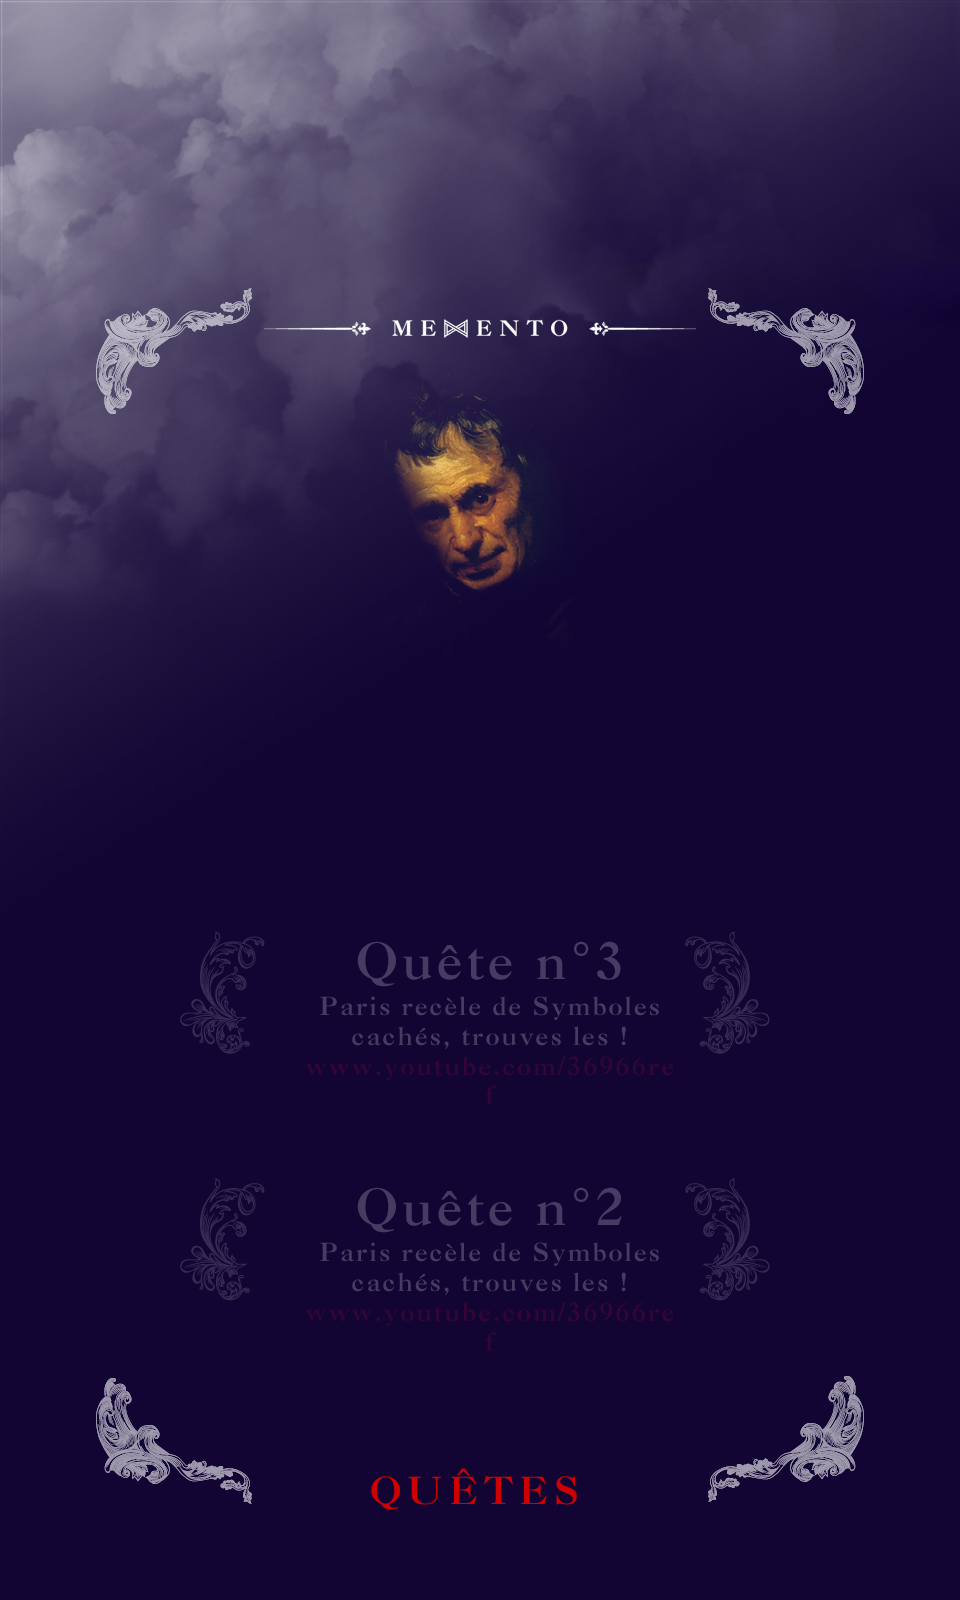 MEMENTO
Quête n°3
Paris recèle de Symboles
cachés, trouves les !
www.youtube.com/36966re
f
Quête n°2
Paris recèle de Symboles
cachés, trouves les !
www.youtube.com/36966re
f
QUÊTES